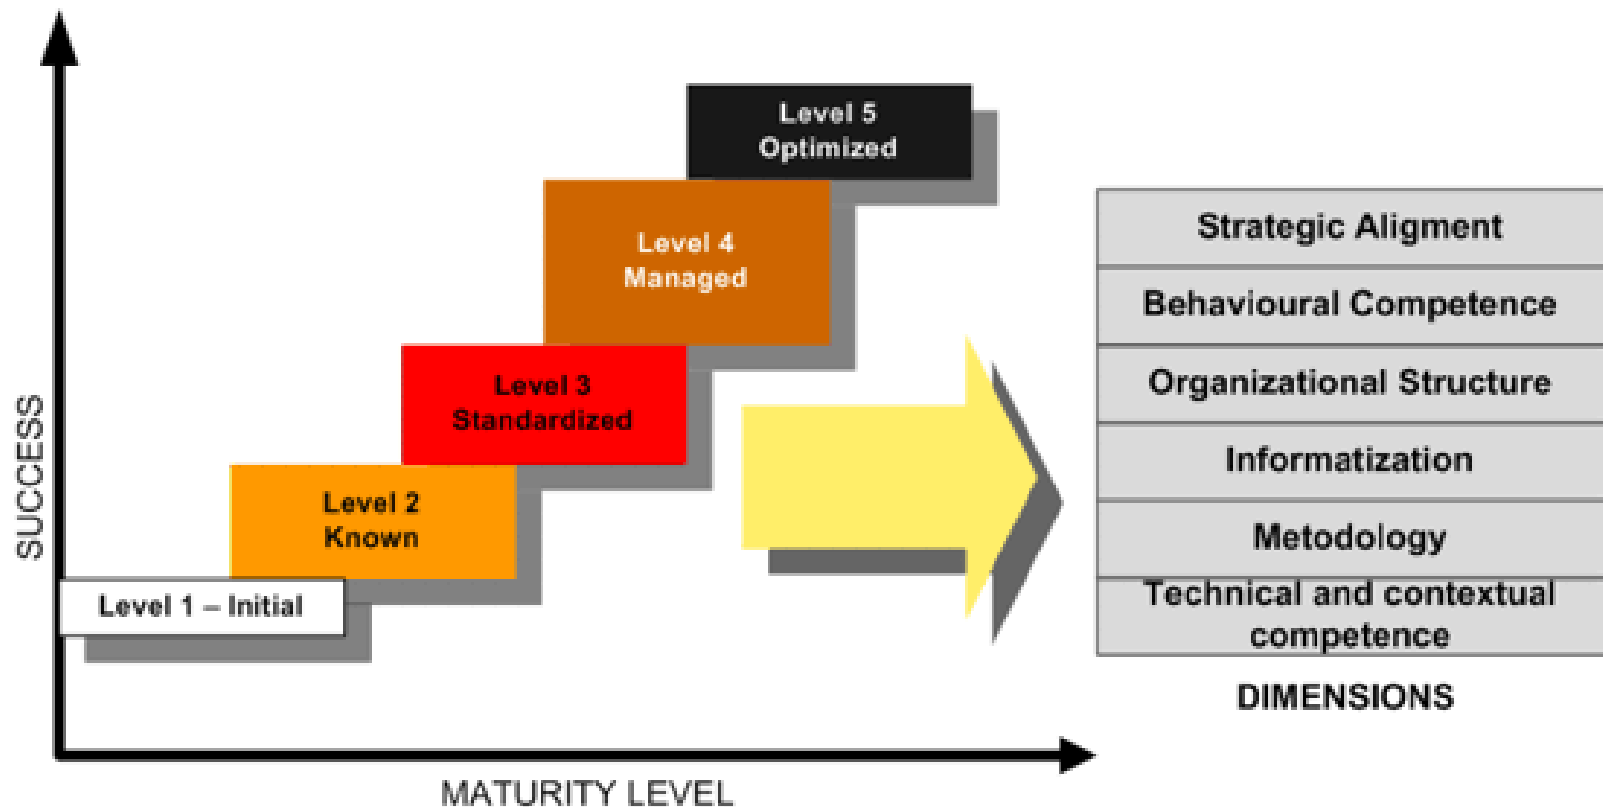 Level 5
Optimized
Level 4
Managed
Level 3
Standardized
Level 2
Known
Level 1 – Initial
SUCCESS
MATURITY LEVEL
Strategic Aligment
Behavioural Competence
Organizational Structure
Informatization
Metodology
Technical and contextual
competence
DIMENSIONS